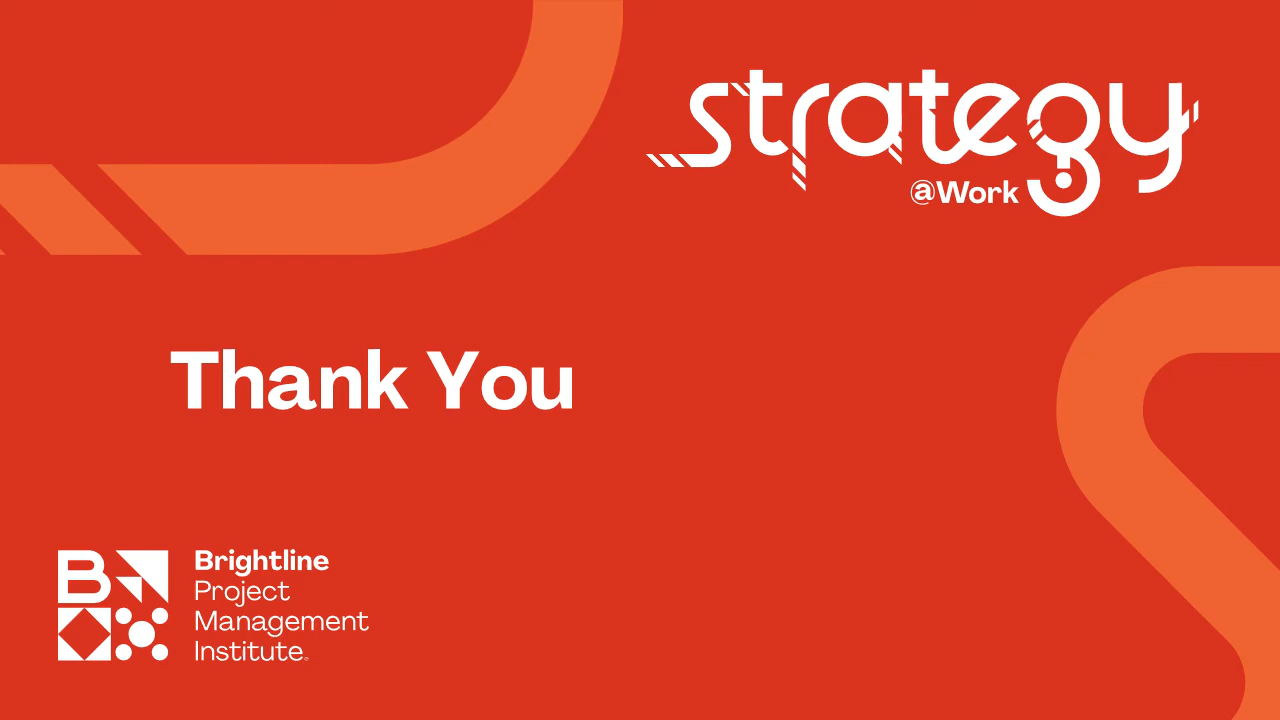 strategy
@Work
Thank You
B
Brightline
Project
Management
Institute®